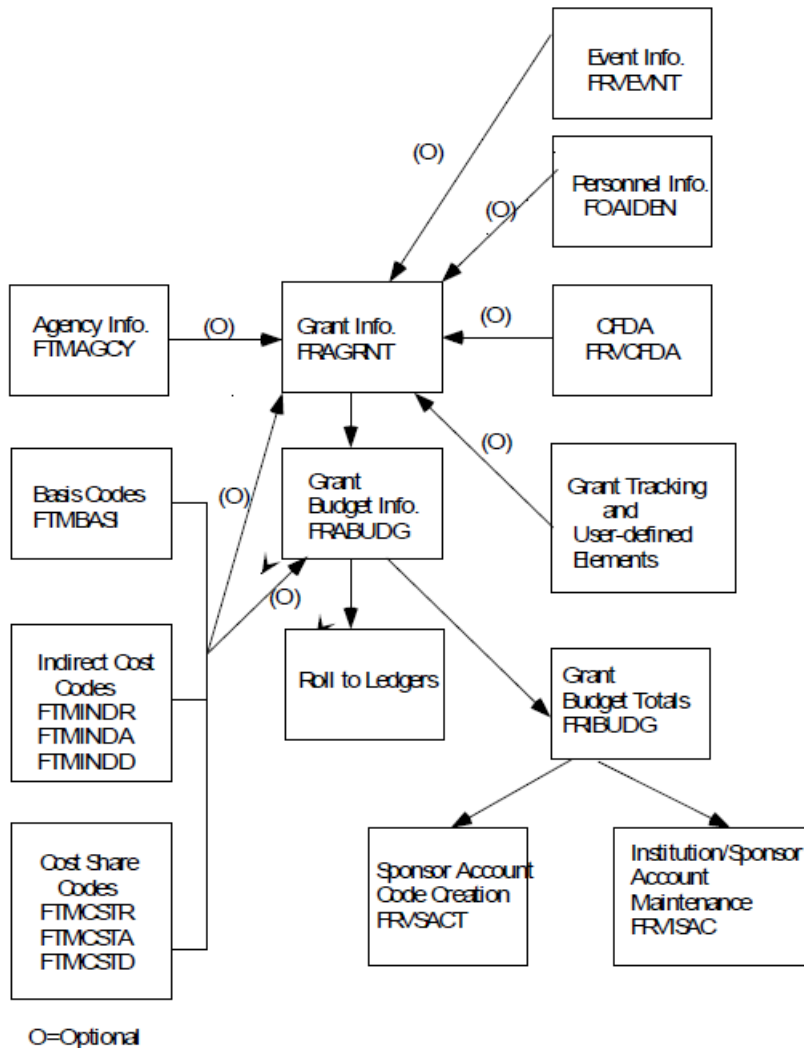 Event Info.
FRVEVNT
(O)
Personnel Info.
FOAIDEN
(O)
Agency Info.
FTMAGCY
(O)
Grant Info.
FRAGRNT
(O)
CFDA
FRVCFDA
(O)
Basis Codes
FTMBASI
(O)
Grant
Budget Info.
FRABUDG
Grant Tracking
and
User-defined
Elements
(O)
Indirect Cost
Codes
FTMINDR
FTMINDA
FTMINDD
Roll to Ledgers
Grant
Budget Totals
FRIBUDG
Cost Share
Codes
FTMCSTR
FTMCSTA
FTMCSTD
Sponsor Account
Code Creation
FRVSACT
Institution/Sponsor
Account
Maintenance
FRVISAC
O=Optional